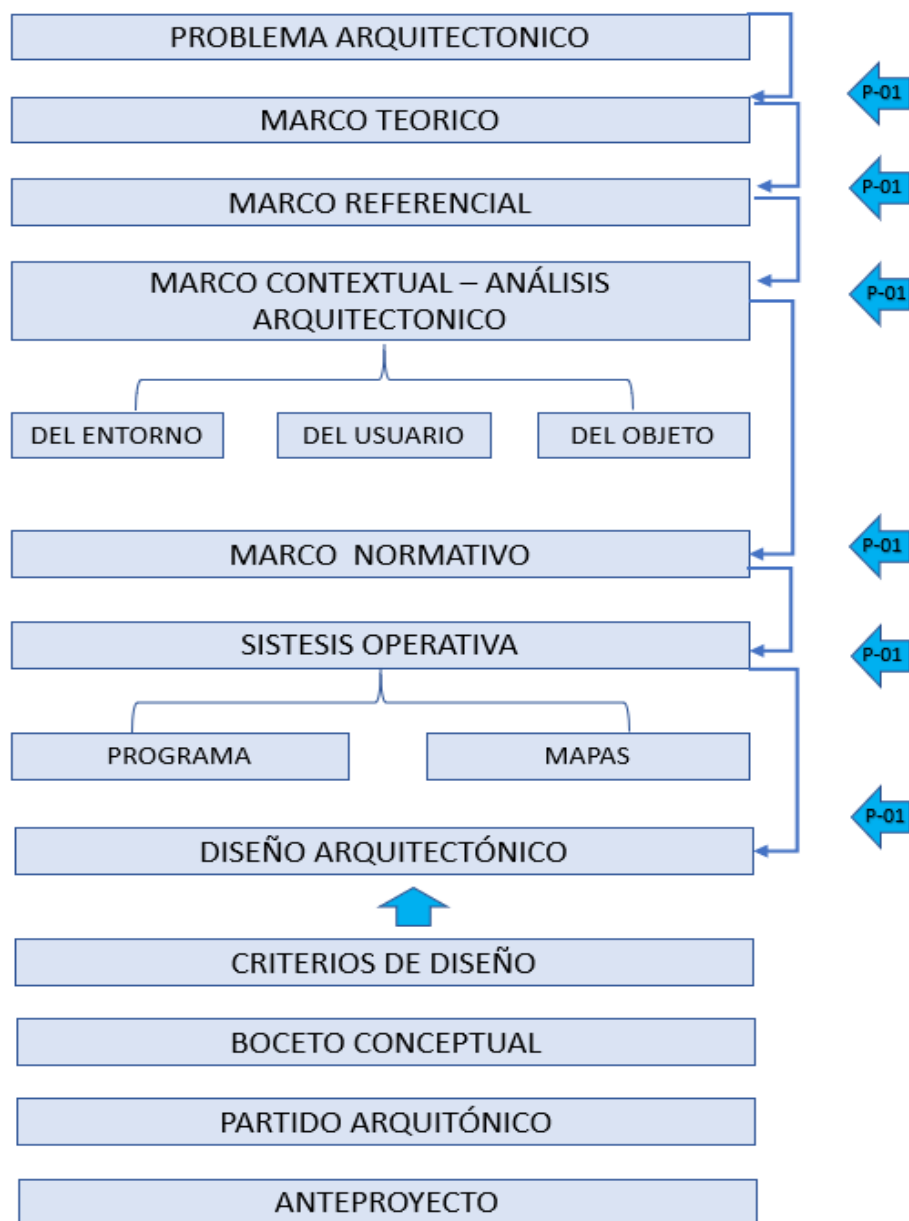 PROBLEMA ARQUITECTONICO
P-01
MARCO TEORICO
P-01
MARCO REFERENCIAL
MARCO CONTEXTUAL – ANÁLISIS
ARQUITECTONICO
P-01
DEL ENTORNO
DEL USUARIO
DEL OBJETO
MARCO NORMATIVO
P-01
SISTESIS OPERATIVA
P-01
PROGRAMA
MAPAS
P-01
DISEÑO ARQUITECTÓNICO
CRITERIOS DE DISEÑO
BOCETO CONCEPTUAL
PARTIDO ARQUITÓNICO
ANTEPROYECTO